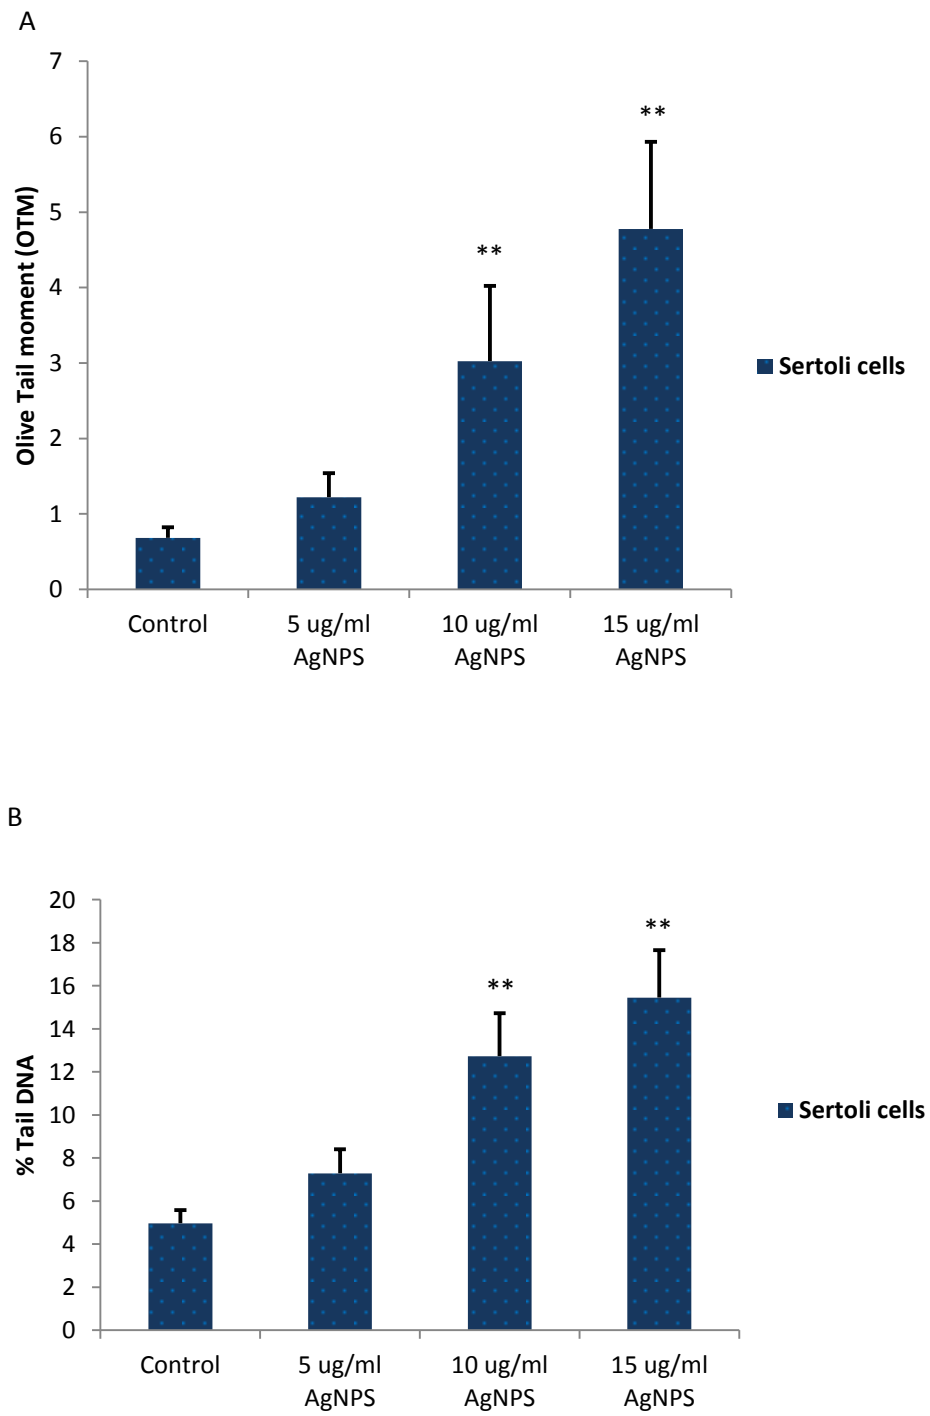 A
7
6
5
4
3
2
1
0
Olive Tail moment (OTM)
**
**
Control
5 ug/ml
AgNPS
10 ug/ml
AgNPS
15 ug/ml
AgNPS
Sertoli cells
B
20
18
16
14
12
10
8
6
4
2
0
% Tail DNA
**
**
Control
5 ug/ml
AgNPS
10 ug/ml
AgNPS
15 ug/ml
AgNPS
Sertoli cells